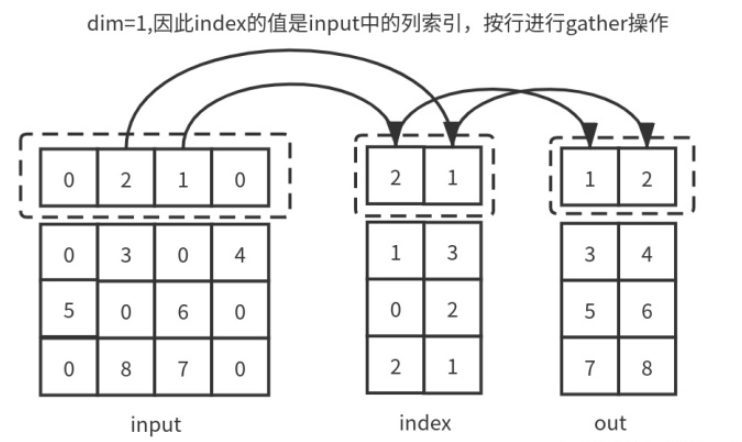 dim=1,因此index的值是input中的列索引，按行进行gather操作
0 2 1 0 2 1 1 2
0 3 0 4 1 3 3 4
5 0 6 0 0 2 5 6
0 8 7 0 2 1 7 8
input index out